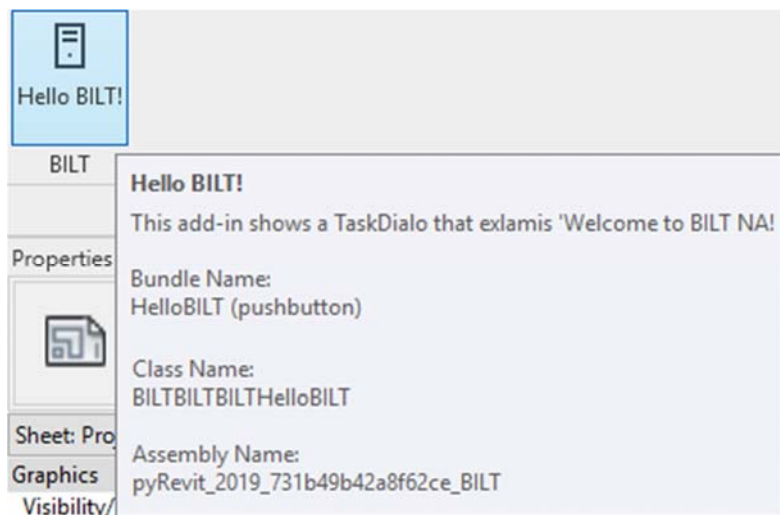 Hello BILT!
BILT
Hello BILT!
This add-in shows a TaskDialo that exlamis 'Welcome to BILT NA!
Bundle Name:
HelloBILT (pushbutton)
Class Name:
BILTBILTBILTHelloBILT
Assembly Name:
pyRevit_2019_731b49b42a8f62ce_BILT
Properties
Sheet: Pro
Graphics
Visibility/